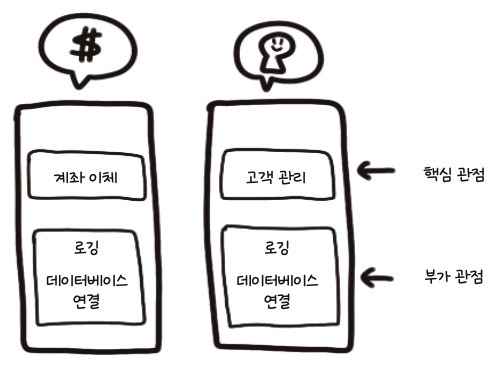 $
계좌 이체
고객 관리
핵심 관점
로깅
데이터베이스
연결
로깅
데이터베이스
연결
부가 관점